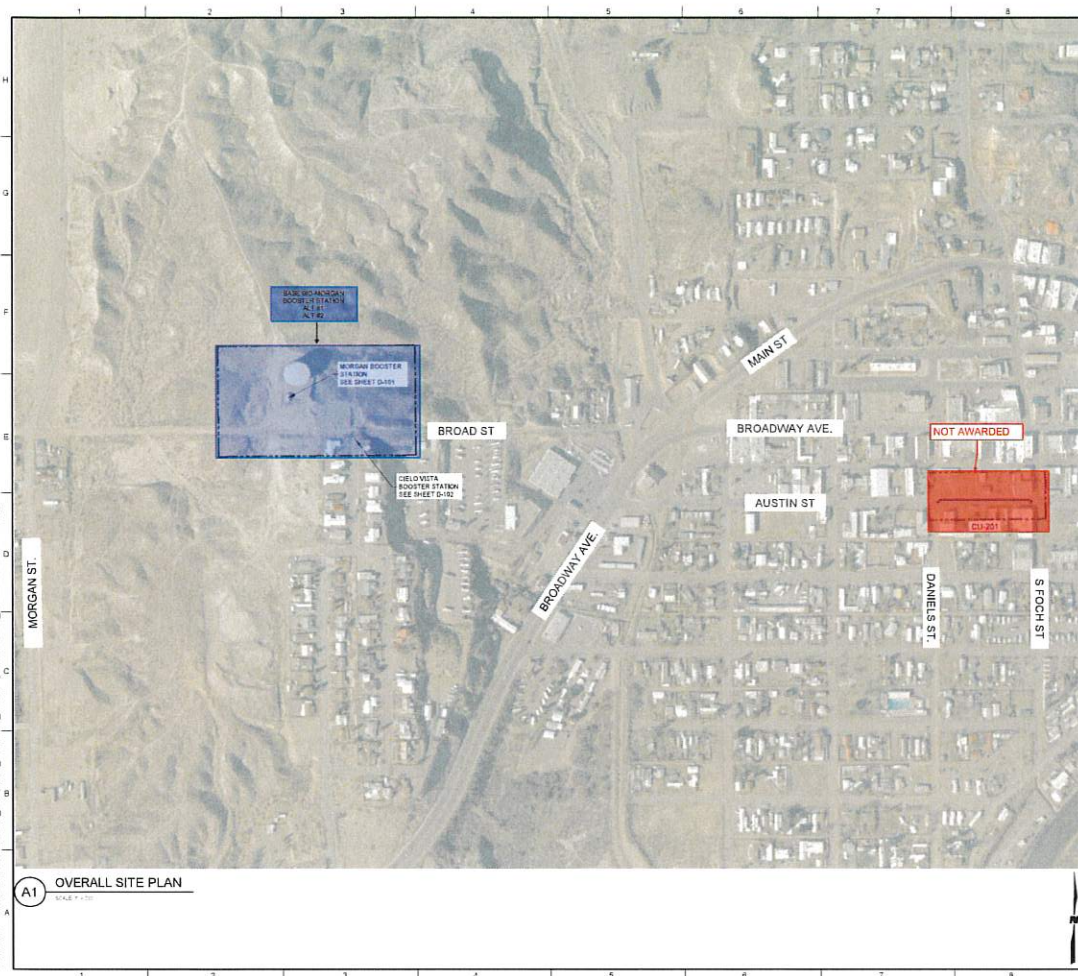 1 2 3 4 5 6 7 8
H
G
F
E
D
C
B
A
BASE BID-MORGAN
BOOSTER STATION
ALT #1
ALT #2
MORGAN BOOSTER
STATION
SEE SHEET D-101
MAIN ST
BROAD ST
BROADWAY AVE.
NOT AWARDED
CIELO VISTA
BOOSTER STATION
SEE SHEET D-102
AUSTIN ST
CU-201
BROADWAY AVE.
MORGAN ST.
DANIELS ST.
S FOCH ST
A1
OVERALL SITE PLAN
1 2 3 4 5 6 7 8